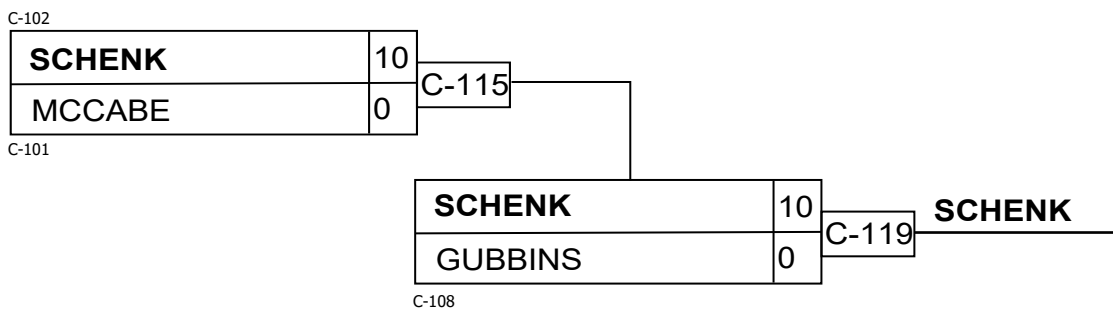 C-102
SCHENK 10
C-115
MCCABE 0
C-101
SCHENK 10
SCHENK
C-119
GUBBINS 0
C-108